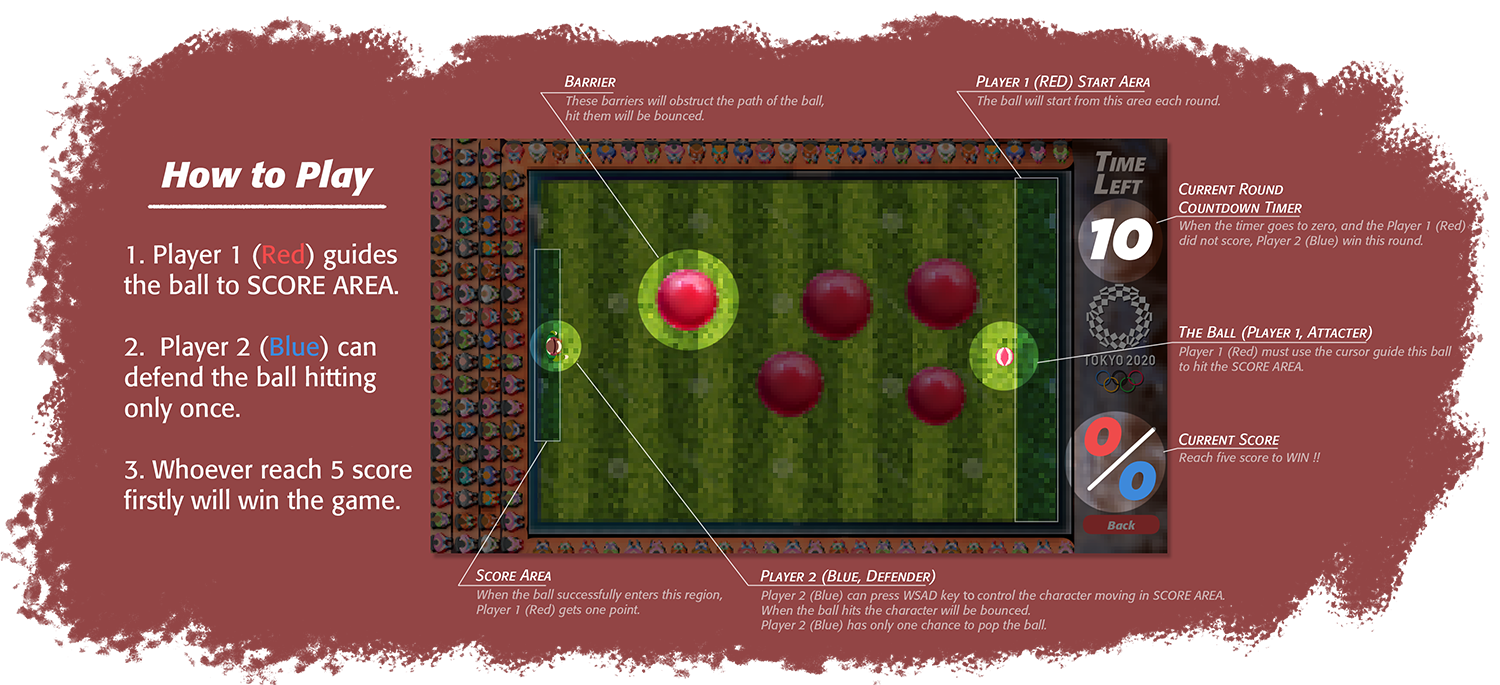 How to Play
1. Player 1 (Red) guides
the ball to SCORE AREA.
2. Player 2 (Blue) can
defend the ball hitting
only once.
3. Whoever reach 5 score
firstly will win the game.
BARRIER
These barriers will obstruct the path of the ball,
hit them will be bounced.
PLAYER 1 (RED) START AERA
The ball will start from this area each round.
TIME
LEFT
10
TOKYO 2020
0/0
Back
CURRENT ROUND
COUNTDOWN TIMER
When the timer goes to zero, and the Player 1 (Red)
did not score, Player 2 (Blue) win this round.
THE BALL (PLAYER 1, ATTACTER)
Player 1 (Red) must use the cursor guide this ball
to hit the SCORE AREA.
CURRENT SCORE
Reach five score to WIN !!
SCORE AREA
When the ball successfully enters this region,
Player 1 (Red) gets one point.
PLAYER 2 (BLUE, DEFENDER)
Player 2 (Blue) can press WSAD key to control the character moving in SCORE AREA.
When the ball hits the character will be bounced.
Player 2 (Blue) has only one chance to pop the ball.